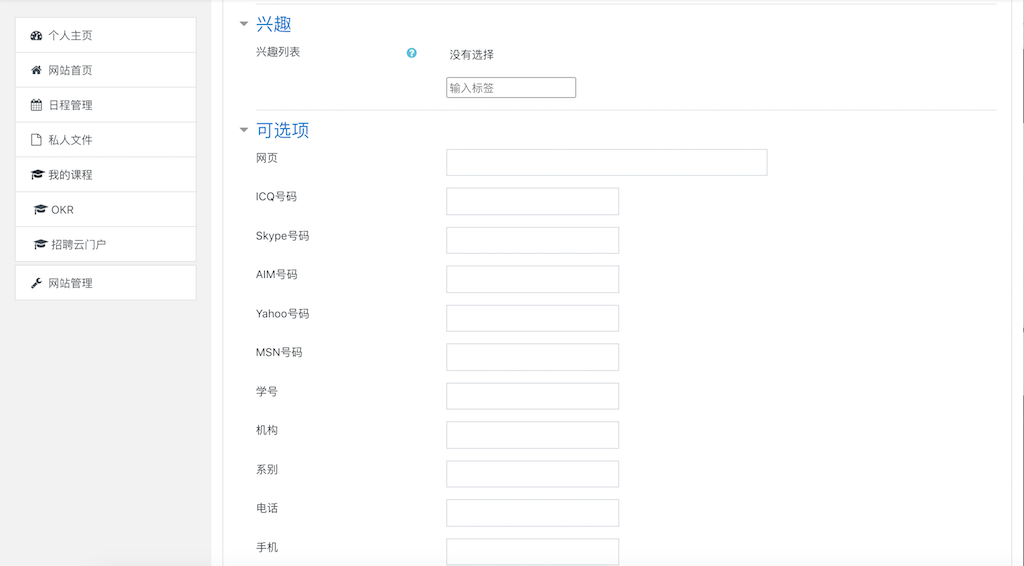 个人主页
网站首页
日程管理
私人文件
我的课程
OKR
招聘云门户
网站管理
兴趣
兴趣列表
没有选择
输入标签
可选项
网页
ICQ号码
Skype号码
AIM号码
Yahoo号码
MSN号码
学号
机构
系别
电话
手机